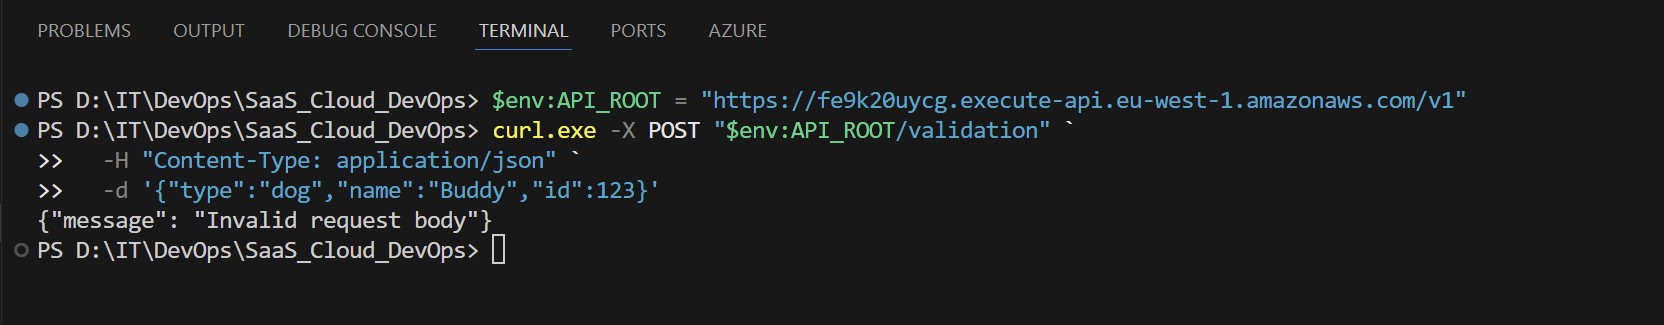 PROBLEMS OUTPUT DEBUG CONSOLE TERMINAL PORTS AZURE
PS D:\IT\DevOps\SaaS_Cloud_DevOps> $env:API_ROOT = "https://fe9k20uycg.execute-api.eu-west-1.amazonaws.com/v1"
PS D:\IT\DevOps\SaaS_Cloud_DevOps> curl.exe -X POST "$env:API_ROOT/validation" `
>>   -H "Content-Type: application/json" `
>>   -d '{"type":"dog","name":"Buddy","id":123}'
{"message": "Invalid request body"}
PS D:\IT\DevOps\SaaS_Cloud_DevOps>